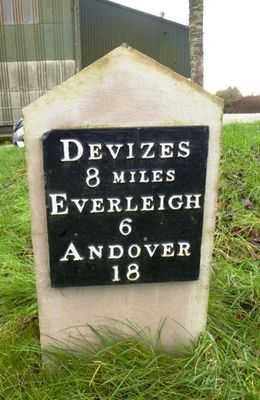 DEVIZES
8 MILES
EVERLEIGH
6
ANDOVER
18